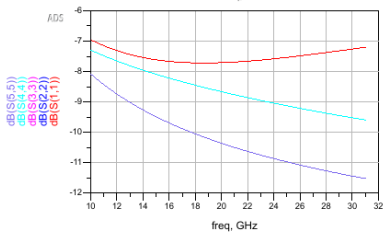 ADS
-6
-7
-8
-9
-10
-11
-12
10 12 14 16 18 20 22 24 26 28 30 32
freq, GHz
dB(S(5,5))
dB(S(4,4))
dB(S(3,3))
dB(S(2,2))
dB(S(1,1))